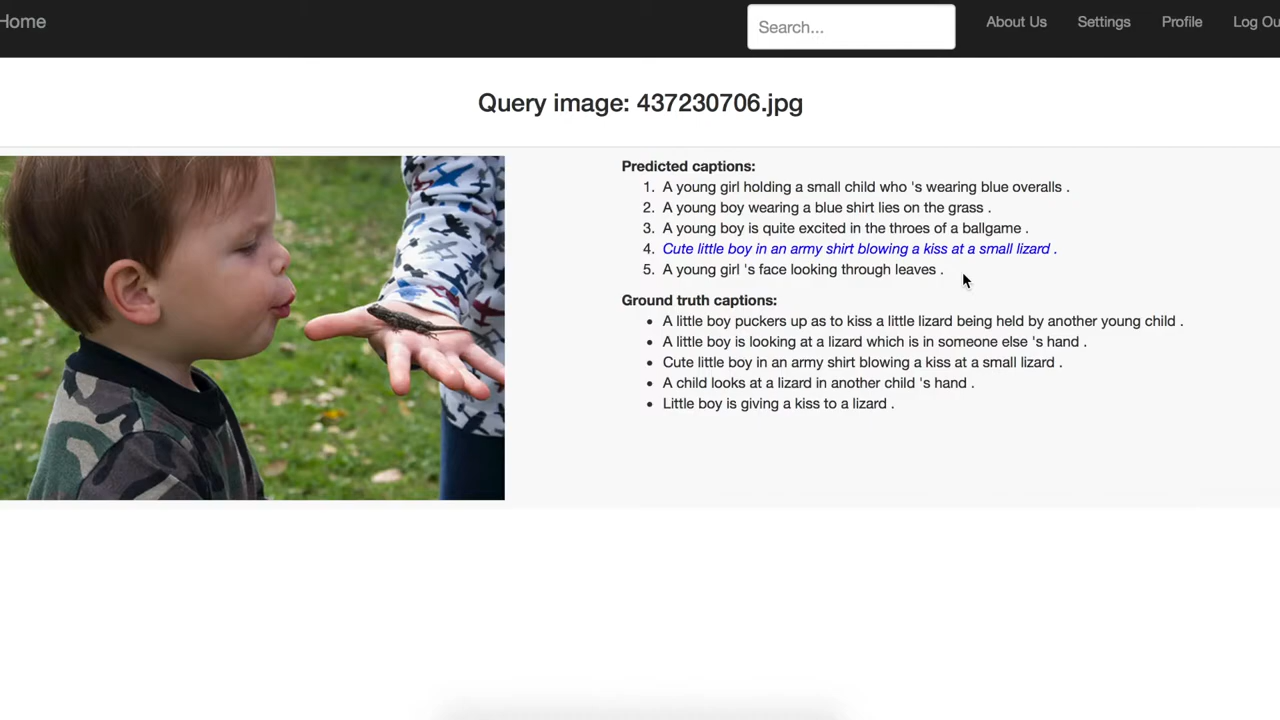 Home
Search...
About Us
Settings
Profile
Log Ou
Query image: 437230706.jpg
Predicted captions:
1. A young girl holding a small child who 's wearing blue overalls .
2. A young boy wearing a blue shirt lies on the grass .
3. A young boy is quite excited in the throes of a ballgame .
4. Cute little boy in an army shirt blowing a kiss at a small lizard .
5. A young girl 's face looking through leaves .
Ground truth captions:
• A little boy puckers up as to kiss a little lizard being held by another young child .
• A little boy is looking at a lizard which is in someone else 's hand .
• Cute little boy in an army shirt blowing a kiss at a small lizard .
• A child looks at a lizard in another child 's hand .
• Little boy is giving a kiss to a lizard .